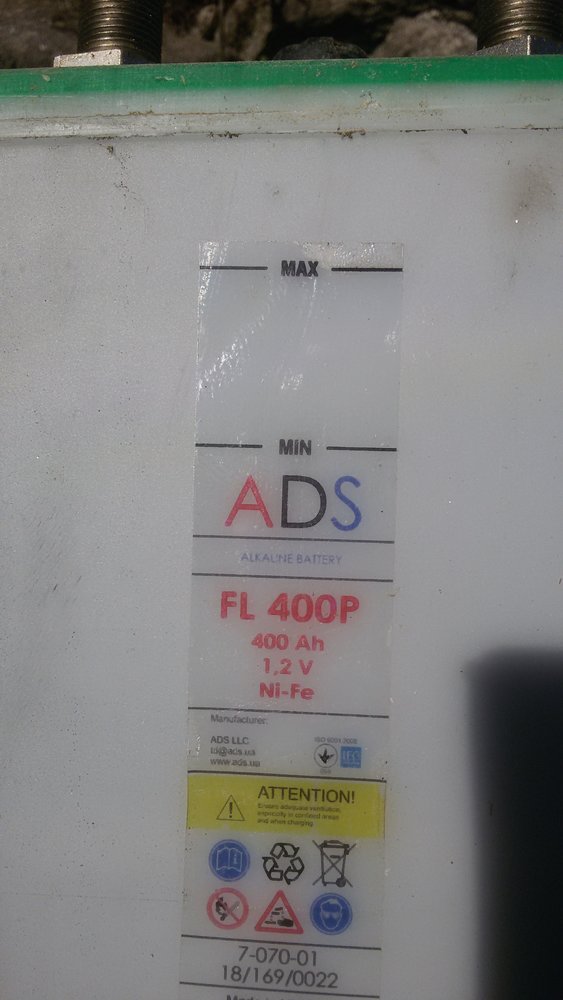 MAX
MIN
ADS
ALKALINE BATTERY
FL 400P
400 Ah
1,2 V
Ni-Fe
Manufacturer:
ADS LLC
www.ads.ua
ATTENTION!
Ensure adequate ventilation,
especially in confined areas
and when charging
7-070-01
18/169/0022